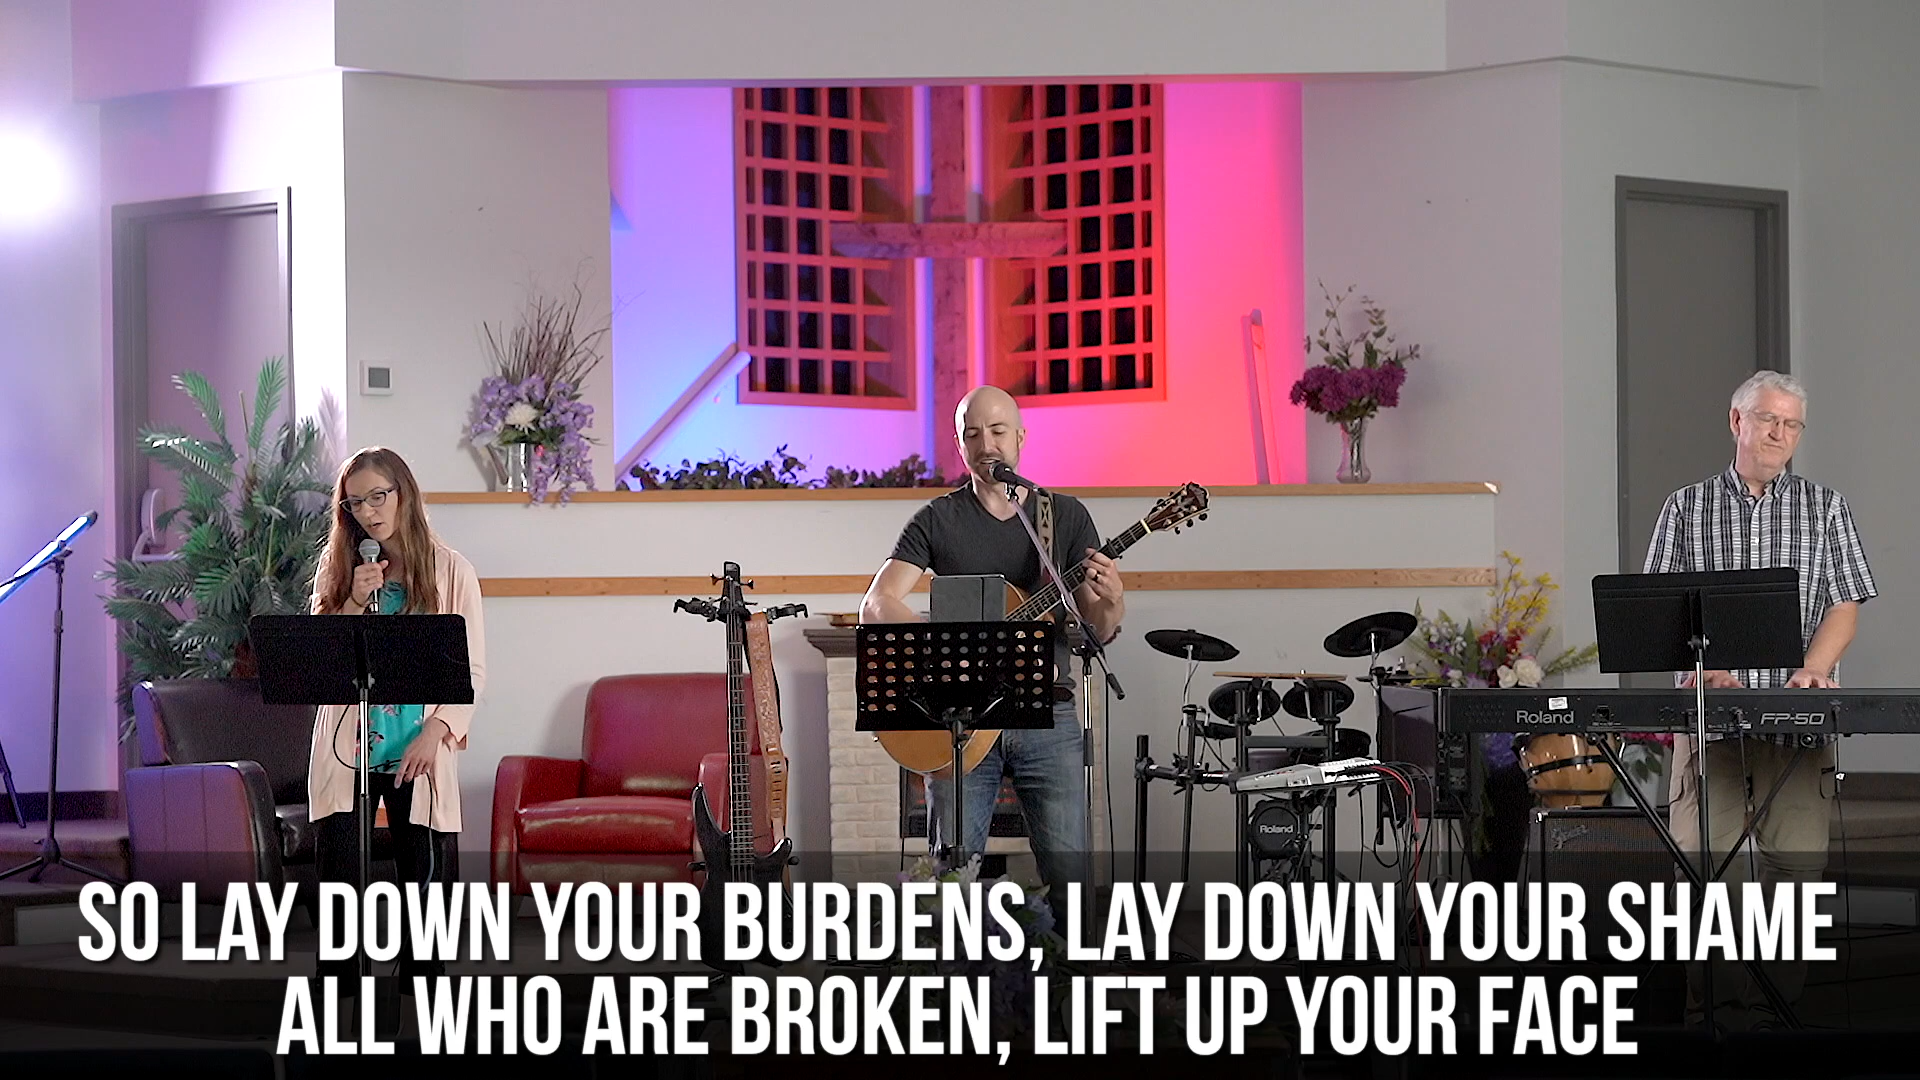 Roland
FP-50
Roland
Fender
SO LAY DOWN YOUR BURDENS, LAY DOWN YOUR SHAME
ALL WHO ARE BROKEN, LIFT UP YOUR FACE